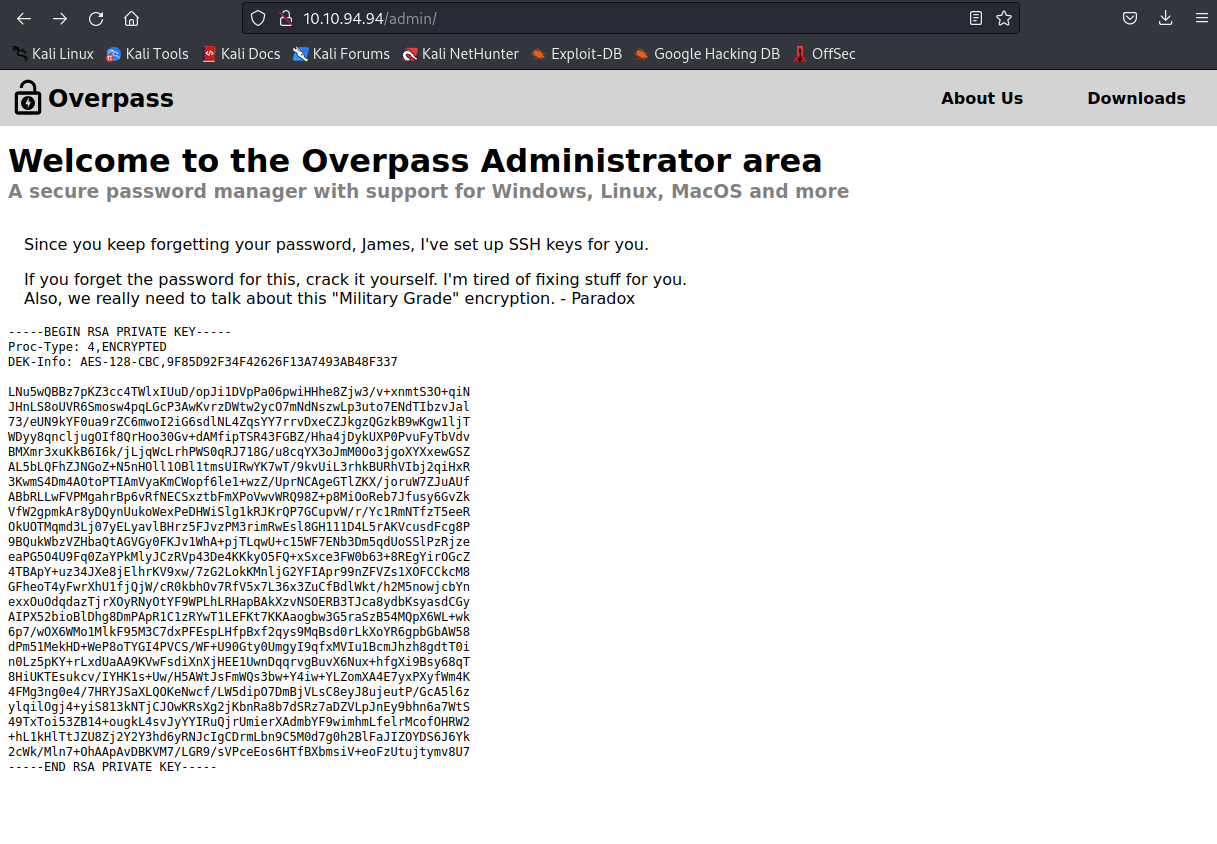 10.10.94.94/admin/
Kali Linux Kali Tools Kali Docs Kali Forums Kali NetHunter Exploit-DB Google Hacking DB OffSec
Overpass About Us Downloads
Welcome to the Overpass Administrator area
A secure password manager with support for Windows, Linux, MacOS and more
Since you keep forgetting your password, James, I've set up SSH keys for you.
If you forget the password for this, crack it yourself. I'm tired of fixing stuff for you.
Also, we really need to talk about this "Military Grade" encryption. - Paradox
-----BEGIN RSA PRIVATE KEY-----
Proc-Type: 4,ENCRYPTED
DEK-Info: AES-128-CBC,9F85D92F34F42626F13A7493AB48F337
LNu5wQBBz7pKZ3cc4TWlxIUuD/opJi1DVpPa06pwiHHhe8Zjw3/v+xnmtS3O+qiN
JHnLS8oUVR6Smosw4pqLGcP3AwKvrzDWtw2ycO7mNdNszwLp3uto7ENdTIbzvJal
73/eUN9kYF0ua9rZC6mwoI2iG6sdlNL4ZqsYY7rrvDxeCZJkgzQGzkB9wKgw1ljT
WDyy8qncljugOIf8QrHoo30Gv+dAMfipTSR43FGBZ/Hha4jDykUXP0PvuFyTbVdv
BMXmr3xuKkB6I6k/jLjqWcLrhPWS0qRJ718G/u8cqYX3oJmM0Oo3jgoXYXxewGSZ
AL5bLQFhZJNGoZ+N5nHOll1OBl1tmsUIRwYK7wT/9kvUiL3rhkBURhVIbj2qiHxR
3KwmS4Dm4AOtoPTIAmVyaKmCWopf6le1+wzZ/UprNCAgeGTlZKX/joruW7ZJuAUf
ABbRLLwFVPMgahrBp6vRfNECSxztbFmXPoVwvWRQ98Z+p8MiOoReb7Jfusy6GvZk
VfW2gpmkAr8yDQynUukoWexPeDHWiSlg1kRJKrQP7GCupvW/r/Yc1RmNTfzT5eeR
OkUOTMqmd3Lj07yELyavlBHrz5FJvzPM3rimRwEsl8GH111D4L5rAKVcusdFcg8P
9BQukWbzVZHbaQtAGVGy0FKJv1WhA+pjTLqwU+c15WF7ENb3Dm5qdUoSSlPzRjze
eaPG5O4U9Fq0ZaYPkMlyJCzRVp43De4KKkyO5FQ+xSxce3FW0b63+8REgYirOGcZ
4TBApY+uz34JXe8jElhrKV9xw/7zG2LokKMnljG2YFIApr99nZFVZs1XOFCCkcM8
GFheoT4yFwrXhU1fjQjW/cR0kbhOv7RfV5x7L36x3ZuCfBdlWkt/h2M5nowjcbYn
exxOuOdqdazTjrXOyRNyOtYF9WPLhLRHapBAkXzvNSOERB3TJca8ydbKsyasdCGy
AIPX52bioBlDhg8DmPApR1C1zRYwT1LEFKt7KKAaogbw3G5raSzB54MQpX6WL+wk
6p7/wOX6WMo1MlkF95M3C7dxPFEspLHfpBxf2qys9MqBsd0rLkXoYR6gpbGbAW58
dPm51MekHD+WeP8oTYGI4PVCS/WF+U90Gty0UmgyI9qfxMVIu1BcmJhzh8gdtT0i
n0Lz5pKY+rLxdUaAA9KVwFsdiXnXjHEE1UwnDqqrvgBuvX6Nux+hfgXi9Bsy68qT
8HiUKTEsukcv/IYHK1s+Uw/H5AWtJsFmWQs3bw+Y4iw+YLZomXA4E7yxPXyfWm4K
4FMg3ng0e4/7HRYJSaXLQOKeNwcf/LW5dipO7DmBjVLsC8eyJ8ujeutP/GcA5l6z
ylqilOgj4+yiS813kNTjCJOwKRsXg2jKbnRa8b7dSRz7aDZVLpJnEy9bhn6a7WtS
49TxToi53ZB14+ougkL4svJyYYIRuQjrUmierXAdmbYF9wimhmLfelrMcofOHRW2
+hL1kHlTtJZU8Zj2Y2Y3hd6yRNJcIgCDrmLbn9C5M0d7g0h2BlFaJIZOYDS6J6Yk
2cWk/Mln7+OhAApAvDBKVM7/LGR9/sVPceEos6HTfBXbmsiV+eoFzUtujtymv8U7
-----END RSA PRIVATE KEY-----